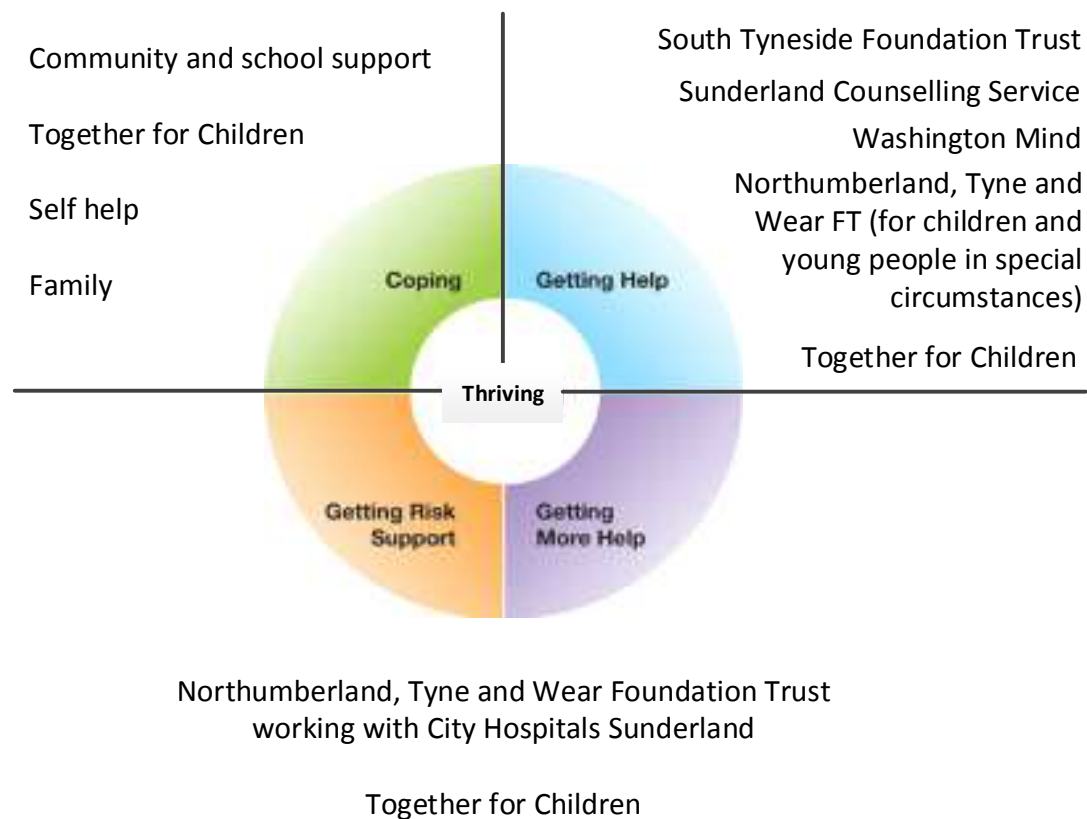 Community and school support
Together for Children
Self help
Family
South Tyneside Foundation Trust
Sunderland Counselling Service
Washington Mind
Northumberland, Tyne and
Wear FT (for children and
young people in special
circumstances)
Together for Children
Coping
Getting Help
Thriving
Getting Risk
Support
Getting
More Help
Northumberland, Tyne and Wear Foundation Trust
working with City Hospitals Sunderland
Together for Children